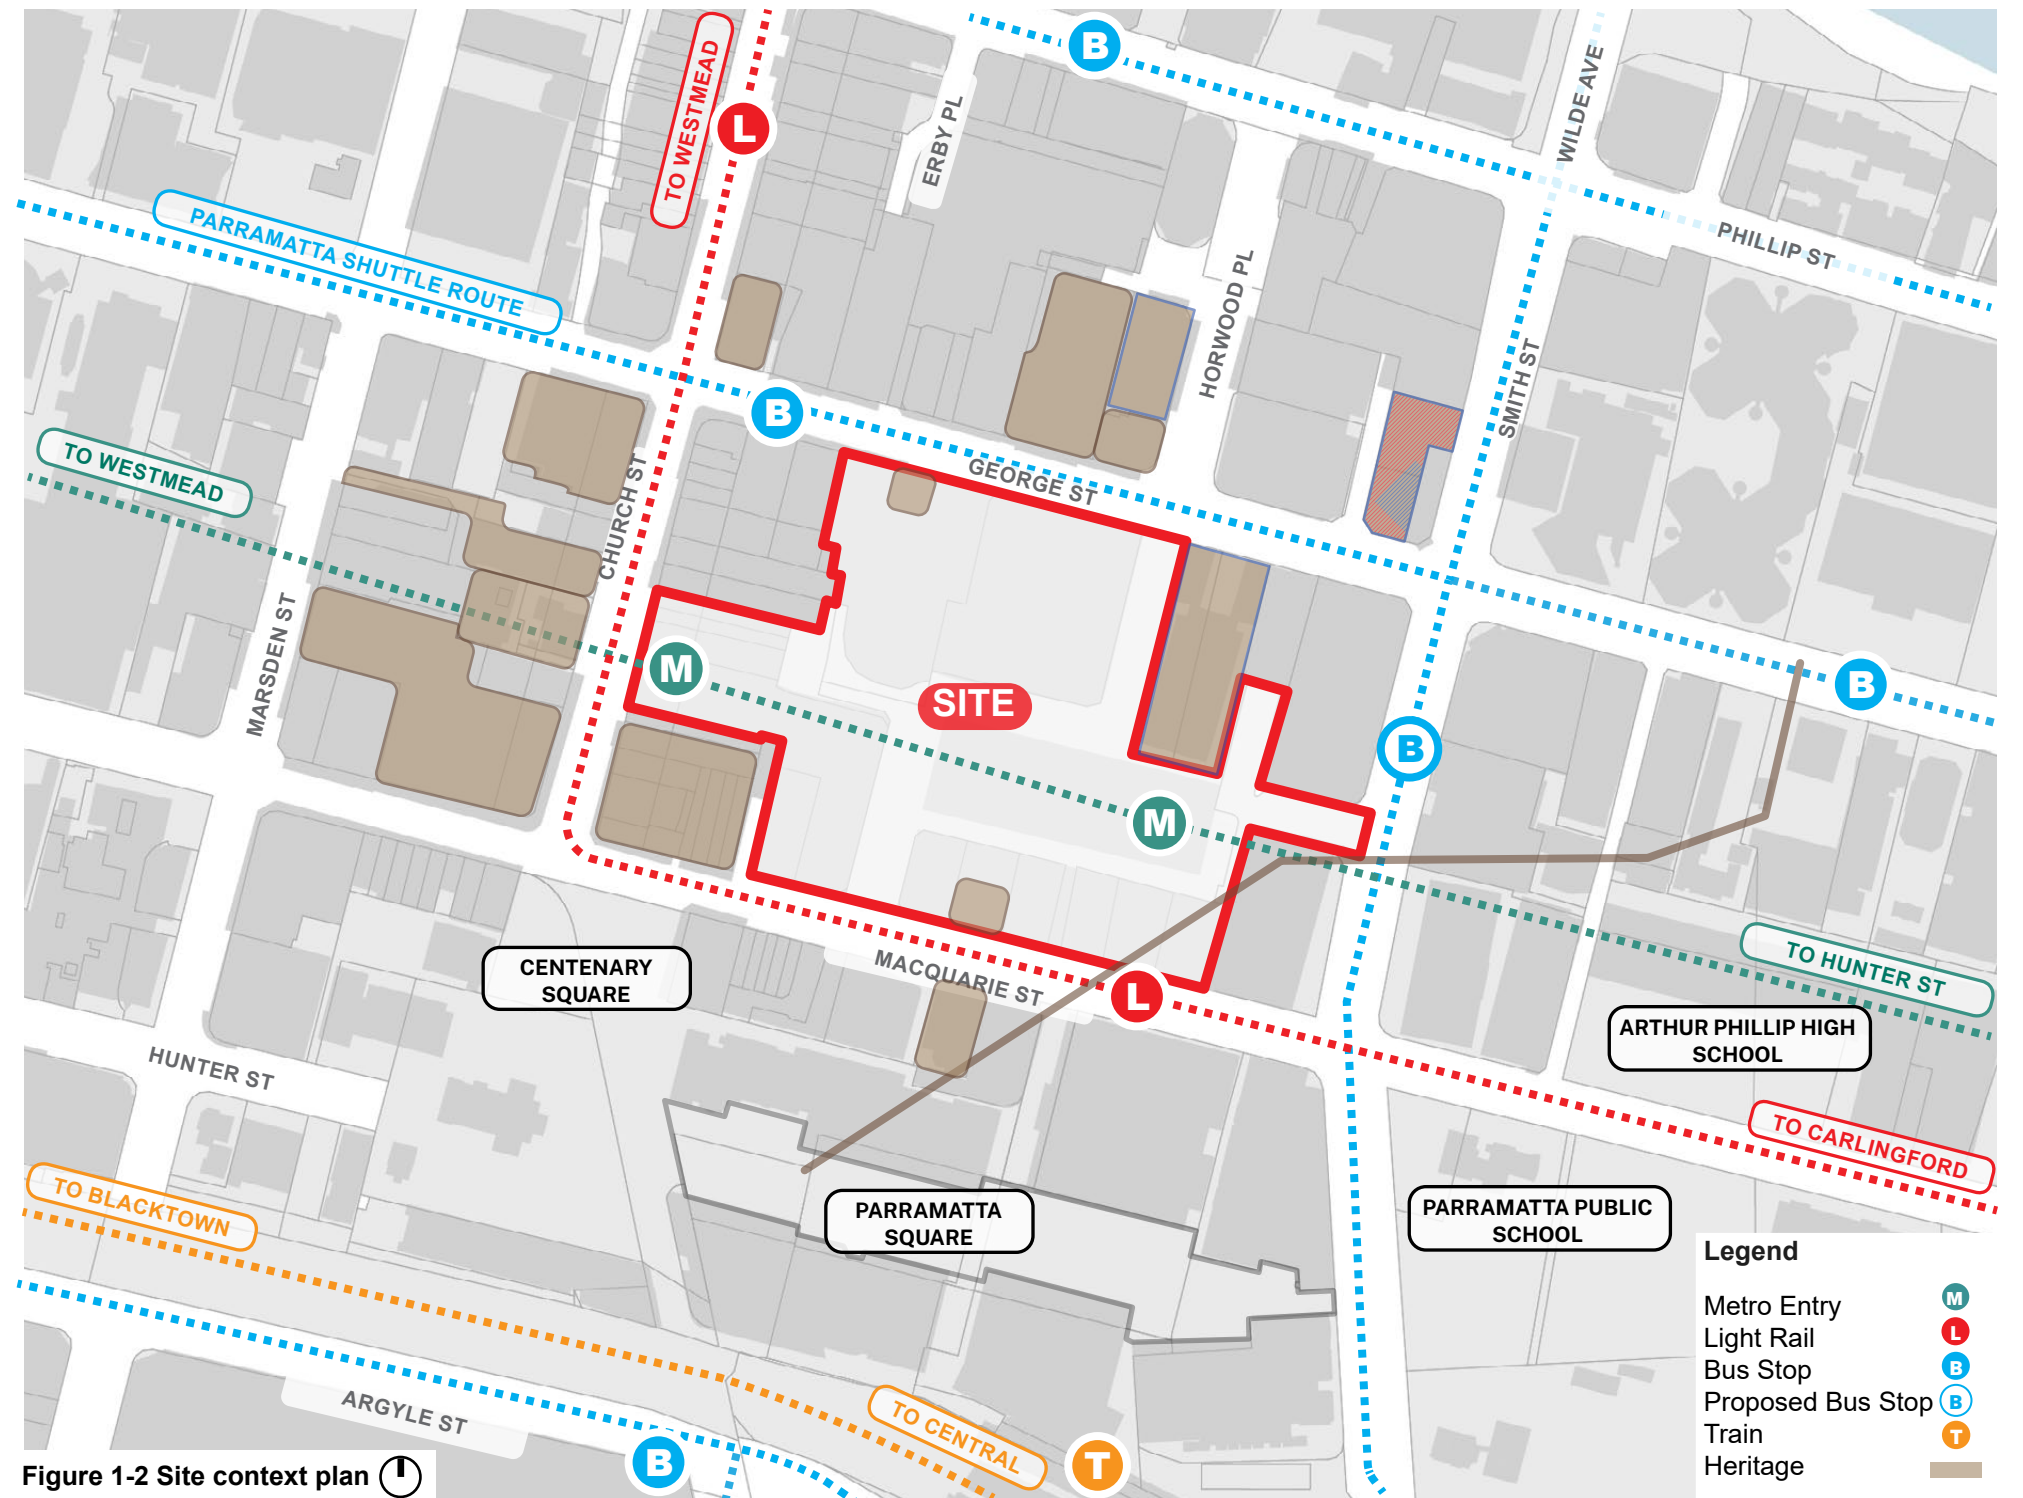 B
WILDE AVE
TO WESTMEAD
L
ERBY PL
PARRAMATTA SHUTTLE ROUTE
PHILLIP ST
HORWOOD PL
SMITH ST
B
TO WESTMEAD
GEORGE ST
CHURCH ST
MARSDEN ST
M
SITE
B
B
M
TO HUNTER ST
CENTENARY
SQUARE
MACQUARIE ST
L
ARTHUR PHILLIP HIGH
SCHOOL
HUNTER ST
TO CARLINGFORD
TO BLACKTOWN
PARRAMATTA
SQUARE
PARRAMATTA PUBLIC
SCHOOL
ARGYLE ST
TO CENTRAL
B
T
Legend
Metro Entry M
Light Rail L
Bus Stop B
Proposed Bus Stop B
Train T
Heritage
Figure 1-2 Site context plan